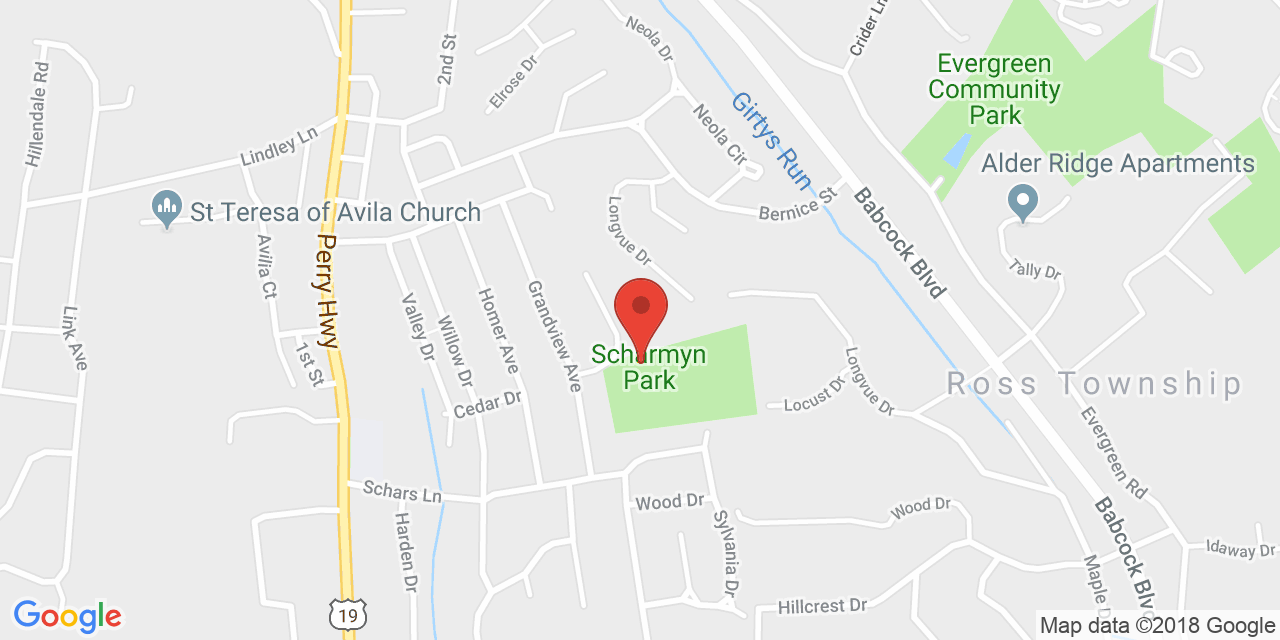 Crider Ln
Neola Dr
2nd St
Elrose Dr
Hillendale Rd
Evergreen
Community
Park
Girtys Run
Neola Cir
Lindley Ln
Alder Ridge Apartments
St Teresa of Avila Church
Bernice St
Longvue Dr
Babcock Blvd
Perry Hwy
Avilla Ct
Tally Dr
Link Ave
Valley Dr
Willow Dr
Homer Ave
Grandview Ave
1st St
Scharmyn
Park
Longvue Dr
Ross Township
Cedar Dr
Locust Dr
Evergreen Rd
Schars Ln
Wood Dr
Wood Dr
Babcock Blvd
Harden Dr
Sylvania Dr
Idaway Dr
Maple D
Hillcrest Dr
19
Google
Map data ©2018 Google